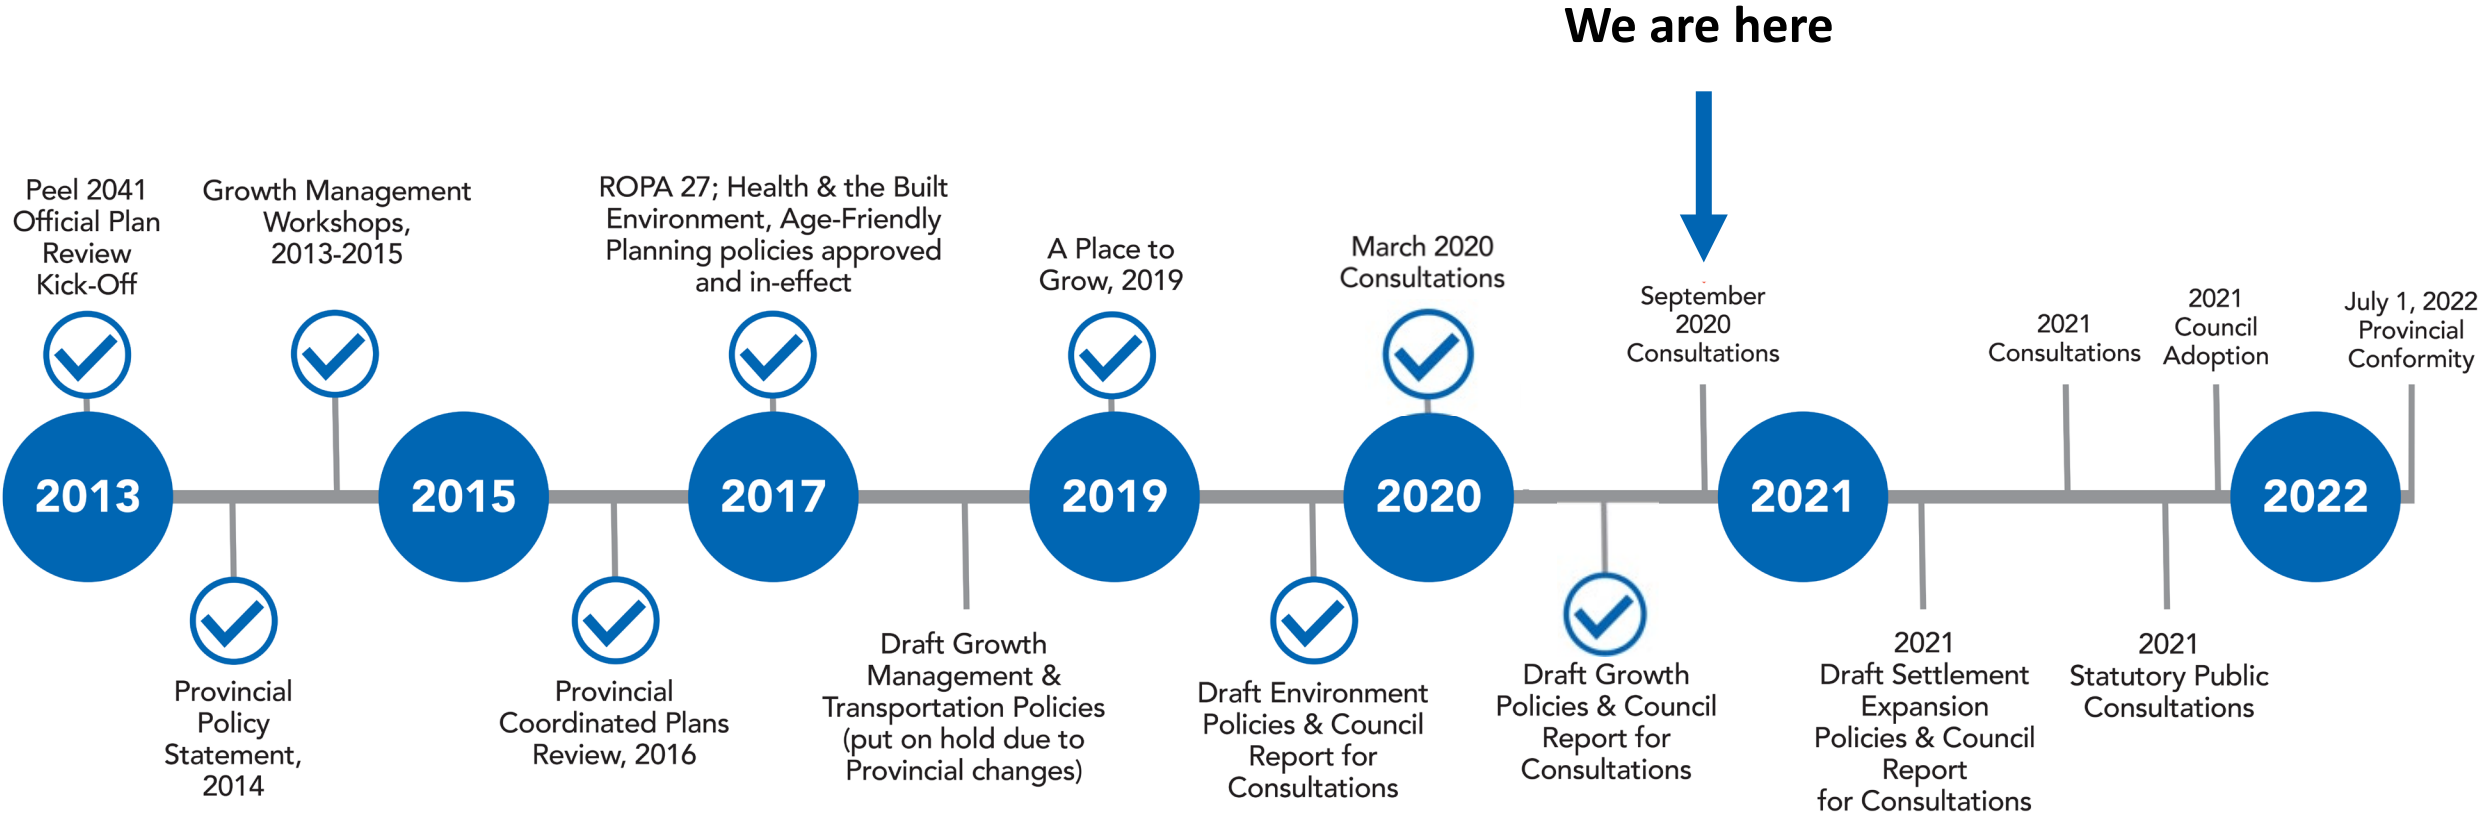 We are here
Peel 2041
Official Plan
Review
Kick-Off
Growth Management
Workshops,
2013-2015
ROPA 27; Health & the Built
Environment, Age-Friendly
Planning policies approved
and in-effect
A Place to
Grow, 2019
March 2020
Consultations
September
2020
Consultations
2021
Consultations
2021
Council
Adoption
July 1, 2022
Provincial
Conformity
2013
2015
2017
2019
2020
2021
2022
Provincial
Policy
Statement,
2014
Provincial
Coordinated Plans
Review, 2016
Draft Growth
Management &
Transportation Policies
(put on hold due to
Provincial changes)
Draft Environment
Policies & Council
Report for
Consultations
Draft Growth
Policies & Council
Report for
Consultations
2021
Draft Settlement
Expansion
Policies & Council
Report
for Consultations
2021
Statutory Public
Consultations